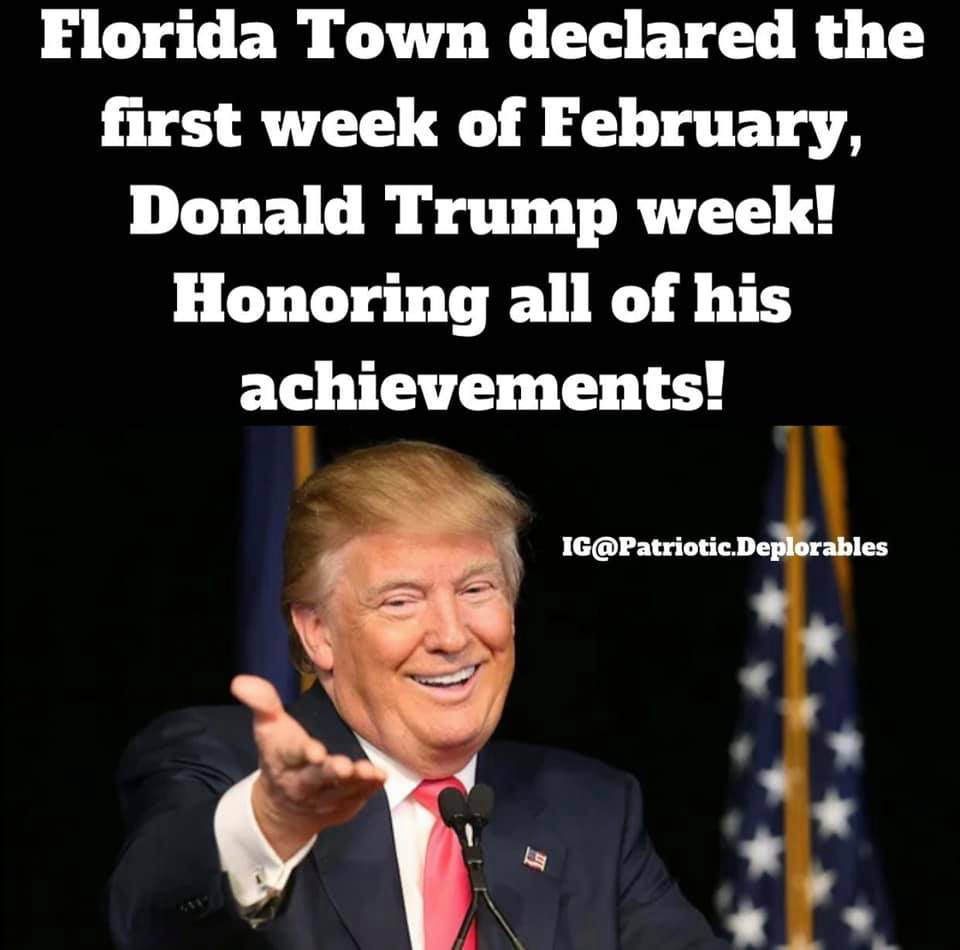 Florida Town declared the
first week of February,
Donald Trump week!
Honoring all of his
achievements!
IG@Patriotic.Deplorables